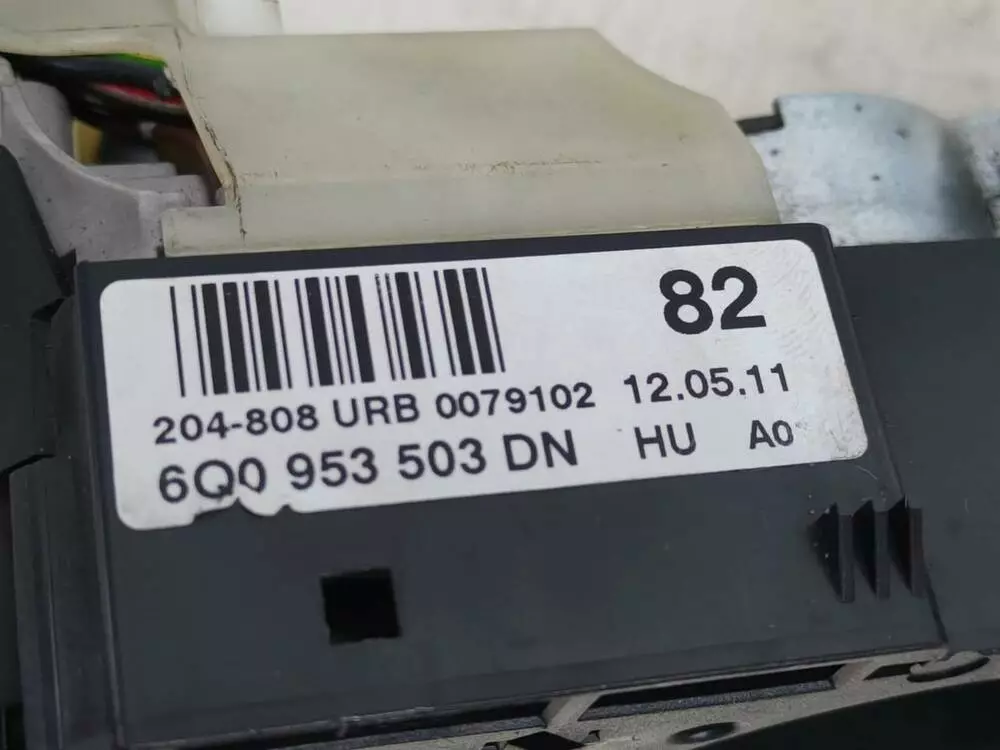 82
204-808 URB 0079102 12.05.11
6Q0 953 503 DN HU A0